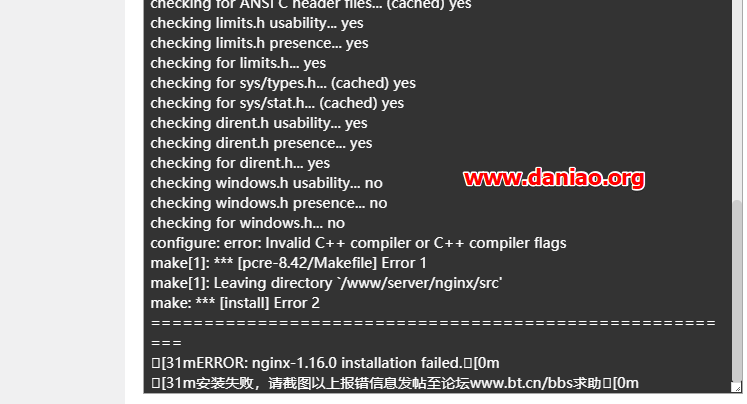 checking for ANSI C header files... (cached) yes
checking limits.h usability... yes
checking limits.h presence... yes
checking for limits.h... yes
checking for sys/types.h... (cached) yes
checking for sys/stat.h... (cached) yes
checking dirent.h usability... yes
checking dirent.h presence... yes
checking for dirent.h... yes
checking windows.h usability... no
www.daniao.org
checking windows.h presence... no
checking for windows.h... no
configure: error: Invalid C++ compiler or C++ compiler flags
make[1]: *** [pcre-8.42/Makefile] Error 1
make[1]: Leaving directory `/www/server/nginx/src'
make: *** [install] Error 2
======================================================
===
[31mERROR: nginx-1.16.0 installation failed.[0m
[31m安装失败，请截图以上报错信息发帖至论坛www.bt.cn/bbs求助[0m